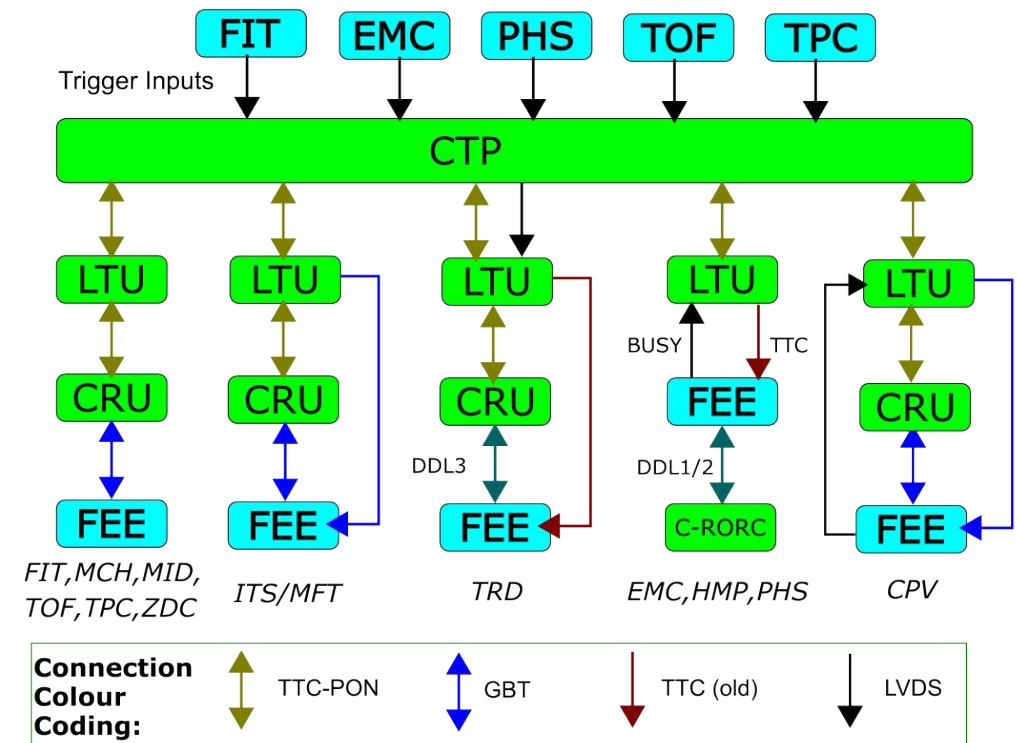 FIT EMC PHS TOF TPC
Trigger Inputs
CTP
LTU LTU LTU LTU LTU
BUSY TTC
CRU CRU CRU FEE CRU
DDL3 DDL1/2
FEE FEE FEE C-RORC FEE
FIT,MCH,MID,
TOF,TPC,ZDC
ITS/MFT
TRD
EMC,HMP,PHS
CPV
Connection
Colour
Coding:
TTC-PON GBT TTC (old) LVDS